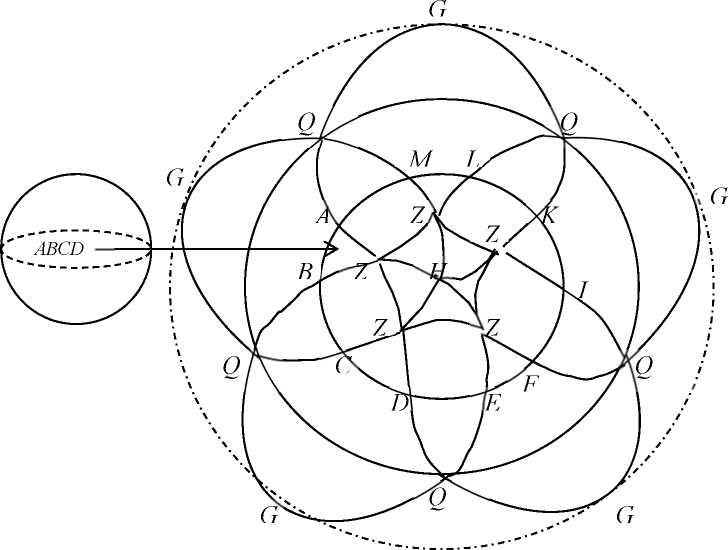 G
Q Q
M L
G G
A Z K
Z
ABCD
B Z H I
Z Z
Q C F Q
D E
Q
G G